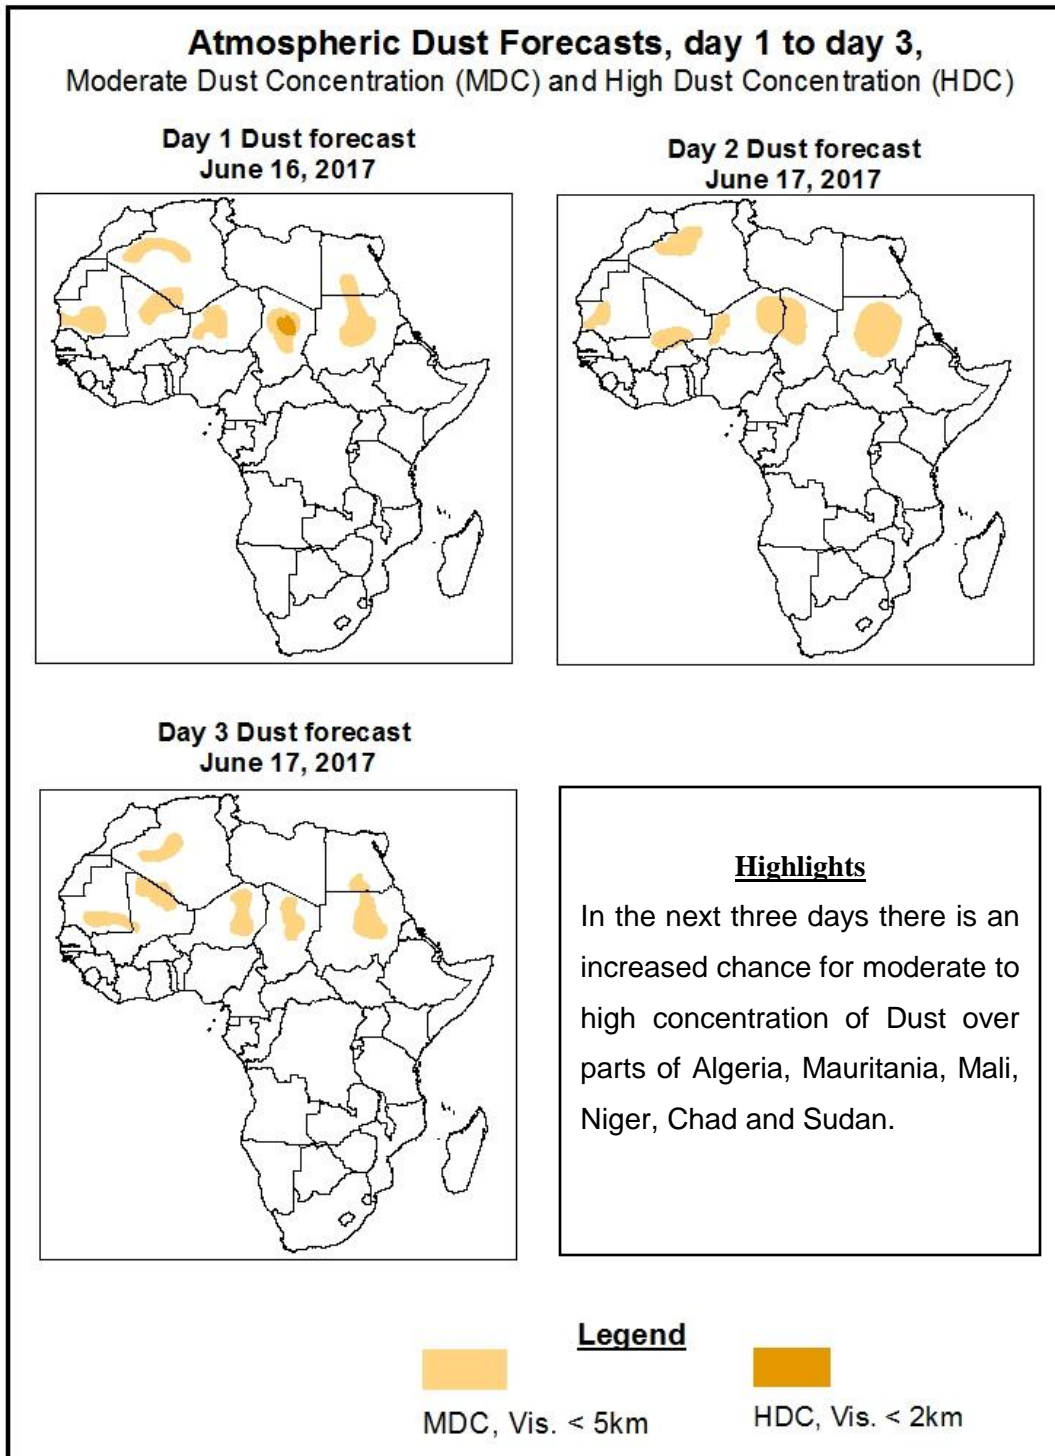 Atmospheric Dust Forecasts, day 1 to day 3,
Moderate Dust Concentration (MDC) and High Dust Concentration (HDC)
Day 1 Dust forecast
June 16, 2017
Day 2 Dust forecast
June 17, 2017
Day 3 Dust forecast
June 17, 2017
Highlights
In the next three days there is an
increased chance for moderate to
high concentration of Dust over
parts of Algeria, Mauritania, Mali,
Niger, Chad and Sudan.
Legend
MDC, Vis. < 5km
HDC, Vis. < 2km